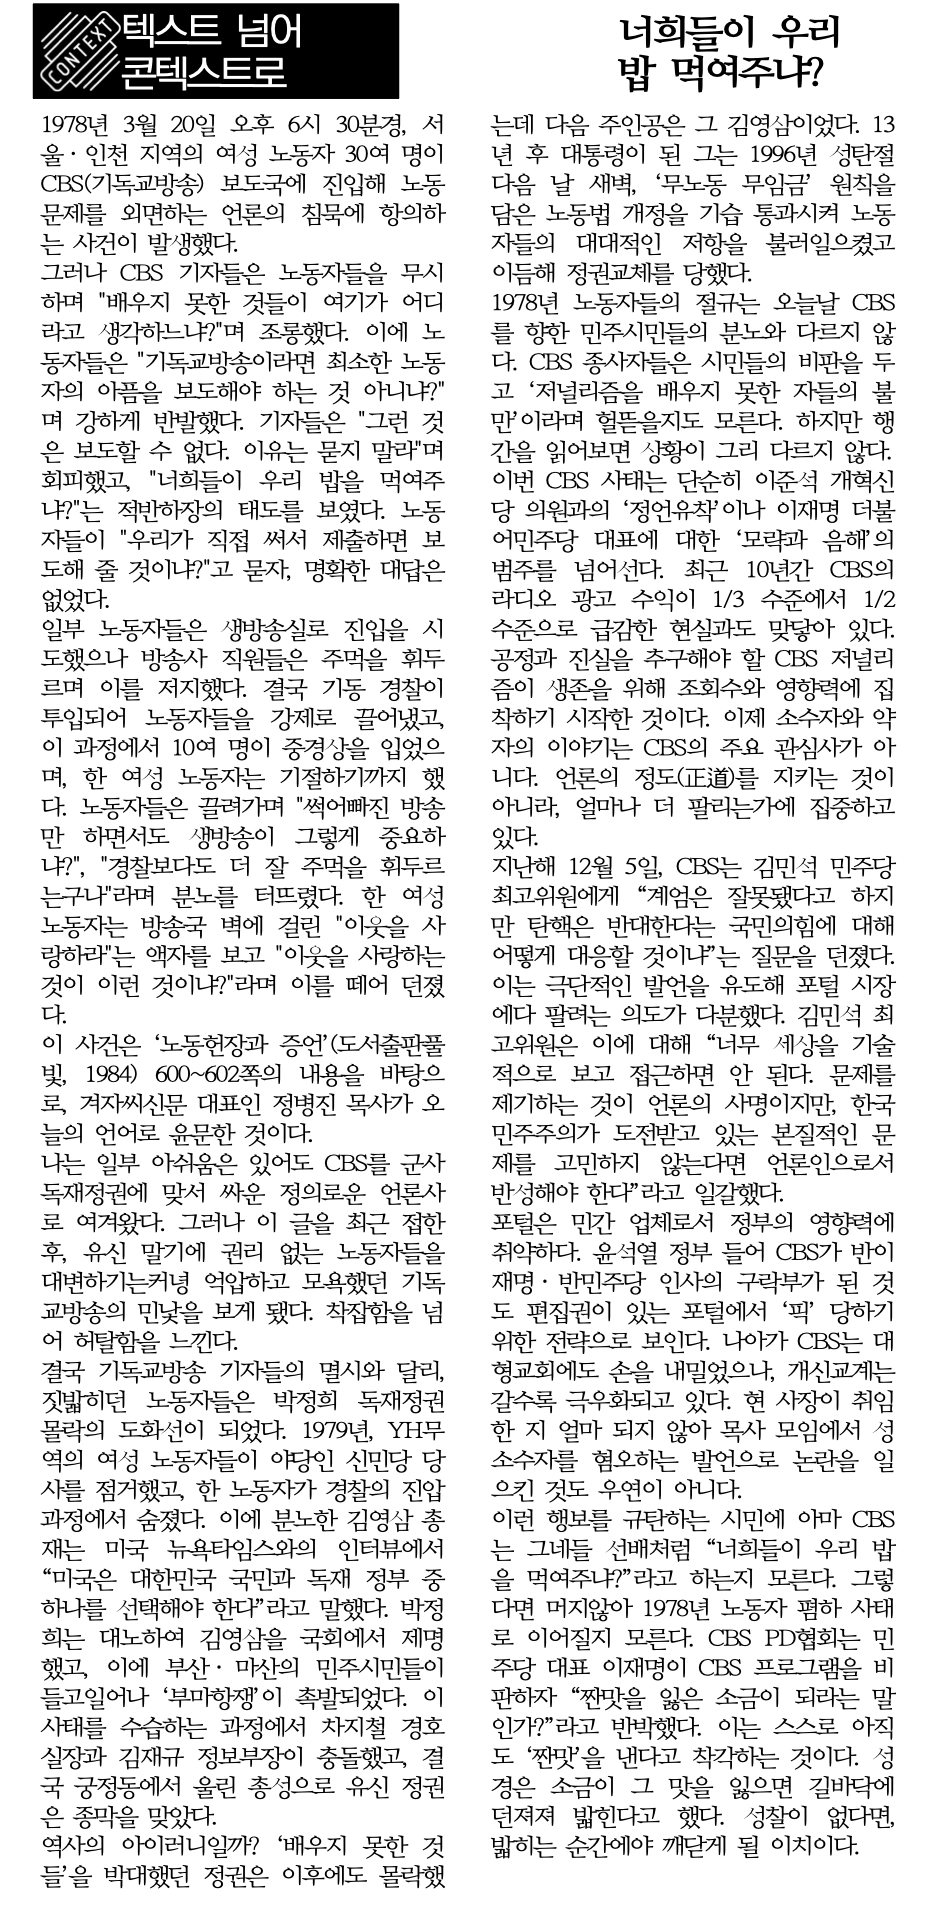 CONTEXT
텍스트 넘어
콘텍스트로
너희들이 우리
밥 먹여주냐?
1978년 3월 20일 오후 6시 30분경, 서
울·인천 지역의 여성 노동자 30여 명이
CBS(기독교방송) 보도국에 진입해 노동
문제를 외면하는 언론의 침묵에 항의하
는 사건이 발생했다.
그러나 CBS 기자들은 노동자들을 무시
하며 "배우지 못한 것들이 여기가 어디
라고 생각하느냐?"며 조롱했다. 이에 노
동자들은 "기독교방송이라면 최소한 노동
자의 아픔을 보도해야 하는 것 아니냐?"
며 강하게 반발했다. 기자들은 "그런 것
은 보도할 수 없다. 이유는 묻지 말라"며
회피했고, "너희들이 우리 밥을 먹여주
냐?"는 적반하장의 태도를 보였다. 노동
자들이 "우리가 직접 써서 제출하면 보
도해 줄 것이냐?"고 묻자, 명확한 대답은
없었다.
일부 노동자들은 생방송실로 진입을 시
도했으나 방송사 직원들은 주먹을 휘두
르며 이를 저지했다. 결국 기동 경찰이
투입되어 노동자들을 강제로 끌어냈고,
이 과정에서 10여 명이 중경상을 입었으
며, 한 여성 노동자는 기절하기까지 했
다. 노동자들은 끌려가며 "썩어빠진 방송
만 하면서도 생방송이 그렇게 중요하
냐?", "경찰보다도 더 잘 주먹을 휘두르
는구나"라며 분노를 터뜨렸다. 한 여성
노동자는 방송국 벽에 걸린 "이웃을 사
랑하라"는 액자를 보고 "이웃을 사랑하는
것이 이런 것이냐?"라며 이를 떼어 던졌
다.
이 사건은 ‘노동헌장과 증언’(도서출판풀
빛, 1984) 600~602쪽의 내용을 바탕으
로, 겨자씨신문 대표인 정병진 목사가 오
늘의 언어로 윤문한 것이다.
나는 일부 아쉬움은 있어도 CBS를 군사
독재정권에 맞서 싸운 정의로운 언론사
로 여겨왔다. 그러나 이 글을 최근 접한
후, 유신 말기에 권리 없는 노동자들을
대변하기는커녕 억압하고 모욕했던 기독
교방송의 민낯을 보게 됐다. 착잡함을 넘
어 허탈함을 느낀다.
결국 기독교방송 기자들의 멸시와 달리,
짓밟히던 노동자들은 박정희 독재정권
몰락의 도화선이 되었다. 1979년, YH무
역의 여성 노동자들이 야당인 신민당 당
사를 점거했고, 한 노동자가 경찰의 진압
과정에서 숨졌다. 이에 분노한 김영삼 총
재는 미국 뉴욕타임스와의 인터뷰에서
“미국은 대한민국 국민과 독재 정부 중
하나를 선택해야 한다”라고 말했다. 박정
희는 대노하여 김영삼을 국회에서 제명
했고, 이에 부산·마산의 민주시민들이
들고일어나 ‘부마항쟁’이 촉발되었다. 이
사태를 수습하는 과정에서 차지철 경호
실장과 김재규 정보부장이 충돌했고, 결
국 궁정동에서 울린 총성으로 유신 정권
은 종막을 맞았다.
역사의 아이러니일까? ‘배우지 못한 것
들’을 박대했던 정권은 이후에도 몰락했
는데 다음 주인공은 그 김영삼이었다. 13
년 후 대통령이 된 그는 1996년 성탄절
다음 날 새벽, ‘무노동 무임금’ 원칙을
담은 노동법 개정을 기습 통과시켜 노동
자들의 대대적인 저항을 불러일으켰고
이듬해 정권교체를 당했다.
1978년 노동자들의 절규는 오늘날 CBS
를 향한 민주시민들의 분노와 다르지 않
다. CBS 종사자들은 시민들의 비판을 두
고 ‘저널리즘을 배우지 못한 자들의 불
만’이라며 헐뜯을지도 모른다. 하지만 행
간을 읽어보면 상황이 그리 다르지 않다.
이번 CBS 사태는 단순히 이준석 개혁신
당 의원과의 ‘정언유착’이나 이재명 더불
어민주당 대표에 대한 ‘모략과 음해’의
범주를 넘어선다. 최근 10년간 CBS의
라디오 광고 수익이 1/3 수준에서 1/2
수준으로 급감한 현실과도 맞닿아 있다.
공정과 진실을 추구해야 할 CBS 저널리
즘이 생존을 위해 조회수와 영향력에 집
착하기 시작한 것이다. 이제 소수자와 약
자의 이야기는 CBS의 주요 관심사가 아
니다. 언론의 정도(正道)를 지키는 것이
아니라, 얼마나 더 팔리는가에 집중하고
있다.
지난해 12월 5일, CBS는 김민석 민주당
최고위원에게 “계엄은 잘못됐다고 하지
만 탄핵은 반대한다는 국민의힘에 대해
어떻게 대응할 것이냐”는 질문을 던졌다.
이는 극단적인 발언을 유도해 포털 시장
에다 팔려는 의도가 다분했다. 김민석 최
고위원은 이에 대해 “너무 세상을 기술
적으로 보고 접근하면 안 된다. 문제를
제기하는 것이 언론의 사명이지만, 한국
민주주의가 도전받고 있는 본질적인 문
제를 고민하지 않는다면 언론인으로서
반성해야 한다”라고 일갈했다.
포털은 민간 업체로서 정부의 영향력에
취약하다. 윤석열 정부 들어 CBS가 반이
재명·반민주당 인사의 구락부가 된 것
도 편집권이 있는 포털에서 ‘픽’ 당하기
위한 전략으로 보인다. 나아가 CBS는 대
형교회에도 손을 내밀었으나, 개신교계는
갈수록 극우화되고 있다. 현 사장이 취임
한 지 얼마 되지 않아 목사 모임에서 성
소수자를 혐오하는 발언으로 논란을 일
으킨 것도 우연이 아니다.
이런 행보를 규탄하는 시민에 아마 CBS
는 그네들 선배처럼 “너희들이 우리 밥
을 먹여주냐?”라고 하는지 모른다. 그렇
다면 머지않아 1978년 노동자 폄하 사태
로 이어질지 모른다. CBS PD협회는 민
주당 대표 이재명이 CBS 프로그램을 비
판하자 “짠맛을 잃은 소금이 되라는 말
인가?”라고 반박했다. 이는 스스로 아직
도 ‘짠맛’을 낸다고 착각하는 것이다. 성
경은 소금이 그 맛을 잃으면 길바닥에
던져져 밟힌다고 했다. 성찰이 없다면,
밟히는 순간에야 깨닫게 될 이치이다.